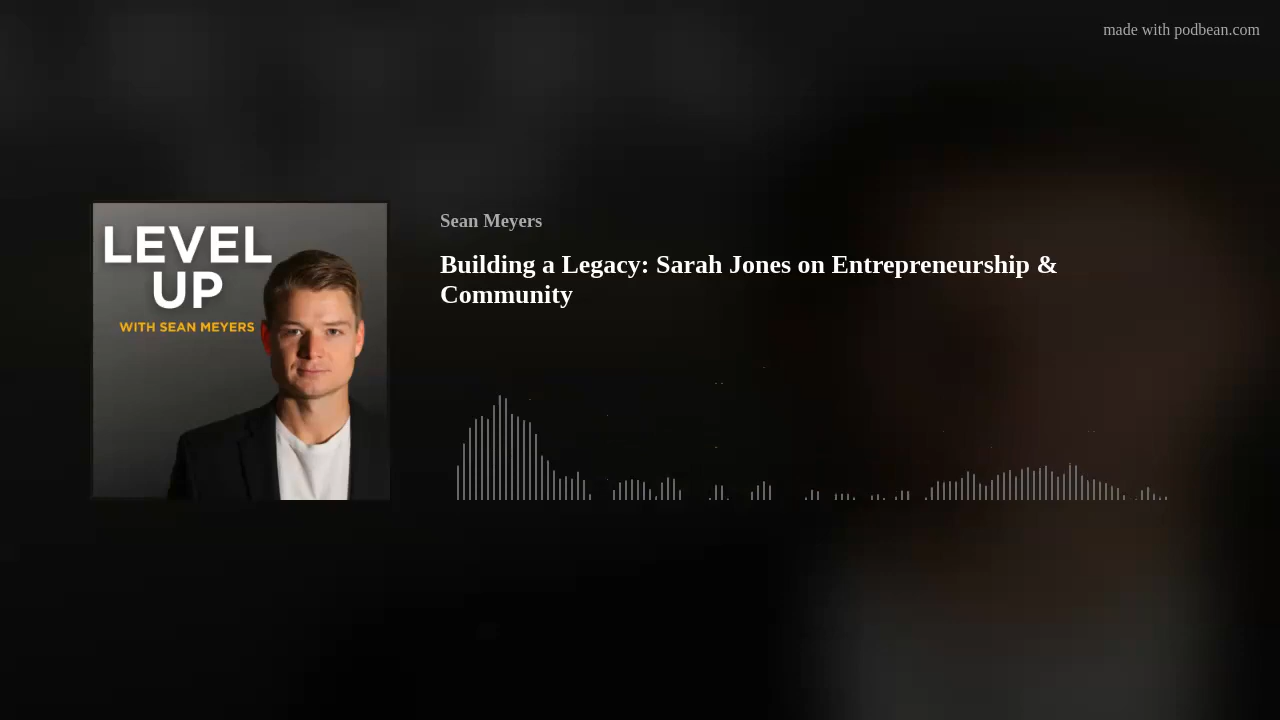 made with podbean.com
LEVEL
UP
WITH SEAN MEYERS
Sean Meyers
Building a Legacy: Sarah Jones on Entrepreneurship &
Community